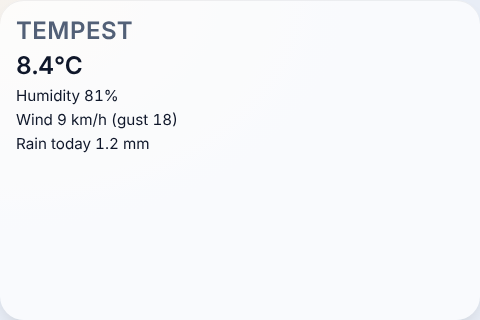 TEMPEST
8.4°C
Humidity 81%
Wind 9 km/h (gust 18)
Rain today 1.2 mm